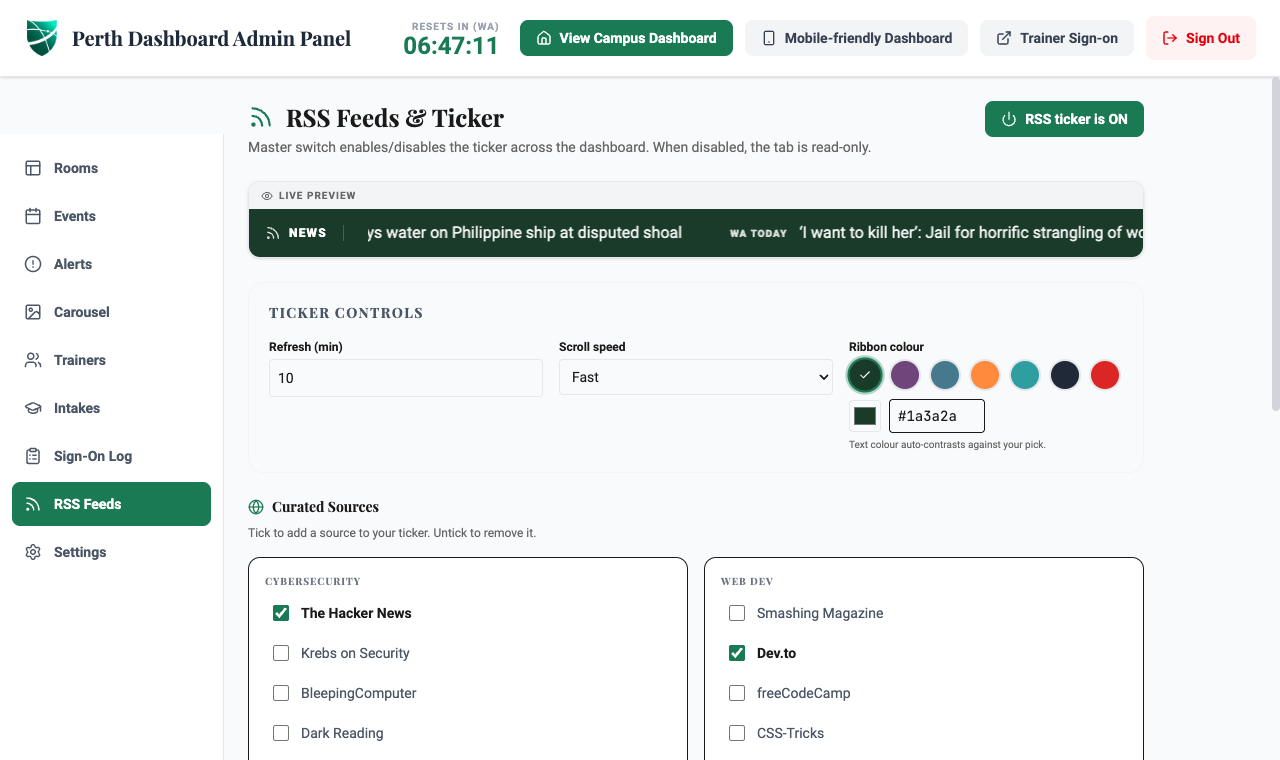 Perth Dashboard Admin Panel
RESETS IN (WA)
06:47:11
View Campus Dashboard
Mobile-friendly Dashboard
Trainer Sign-on
Sign Out
Rooms
Events
Alerts
Carousel
Trainers
Intakes
Sign-On Log
RSS Feeds
Settings
RSS Feeds & Ticker
RSS ticker is ON
Master switch enables/disables the ticker across the dashboard. When disabled, the tab is read-only.
LIVE PREVIEW
NEWS
ys water on Philippine ship at disputed shoal
WA TODAY ‘I want to kill her’: Jail for horrific strangling of wo
TICKER CONTROLS
Refresh (min)
10
Scroll speed
Fast
Ribbon colour
#1a3a2a
Text colour auto-contrasts against your pick.
Curated Sources
Tick to add a source to your ticker. Untick to remove it.
CYBERSECURITY
The Hacker News
Krebs on Security
BleepingComputer
Dark Reading
WEB DEV
Smashing Magazine
Dev.to
freeCodeCamp
CSS-Tricks